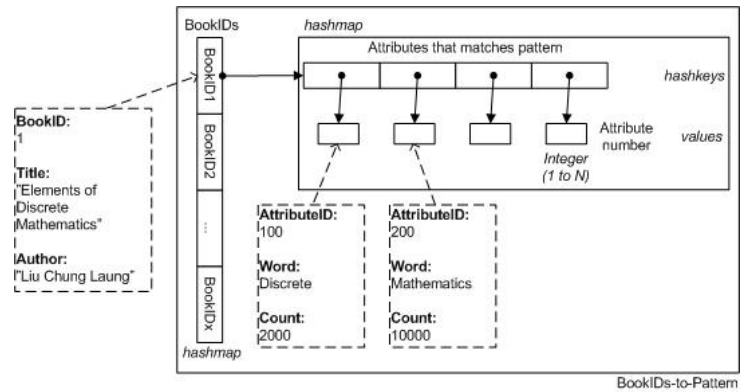 BookIDs
hashmap
Attributes that matches pattern
BookID1
hashkeys
BookID2
Attribute
number
values
Integer
(1 to N)
BookID:
1
Title:
"Elements of
Discrete
Mathematics"
Author:
"Liu Chung Laung"
...
BookIDx
hashmap
AttributeID:
100
Word:
Discrete
Count:
2000
AttributeID:
200
Word:
Mathematics
Count:
10000
BookIDs-to-Pattern